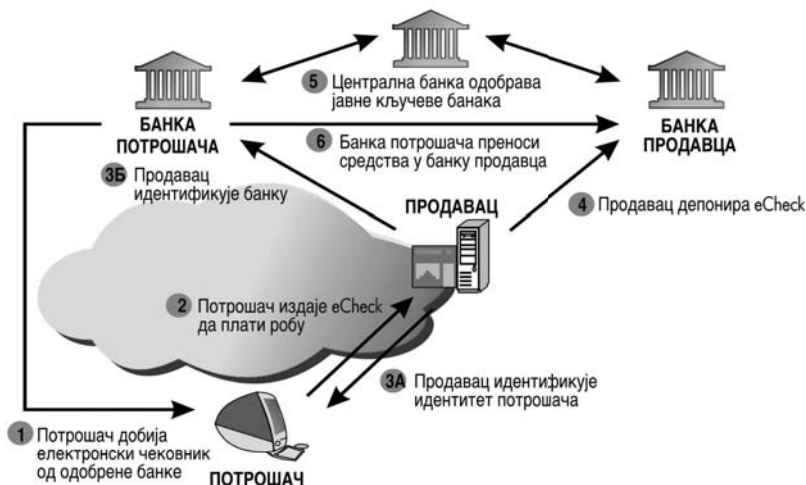 5 Централна банка одобрава
јавне кључеве банака
БАНКА
ПОТРОШАЧА
БАНКА
ПРОДАВЦА
6 Банка потрошача преноси
средства у банку продавца
3Б Продавац
идентификује банку
ПРОДАВАЦ
4 Продавац депонира eCheck
2 Потрошач издаје eCheck
да плати робу
3А Продавац идентификује
идентитет потрошача
1 Потрошач добија
електронски чековник
од одобрене банке
ПОТРОШАЧ